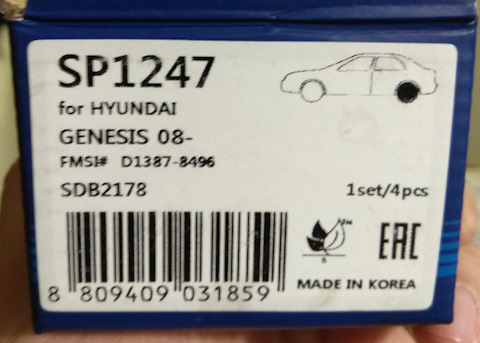 SP1247
for HYUNDAI
GENESIS 08-
FMSI# D1387-8496
SDB2178
1set/4pcs
EAC
8 809409 031859
MADE IN KOREA